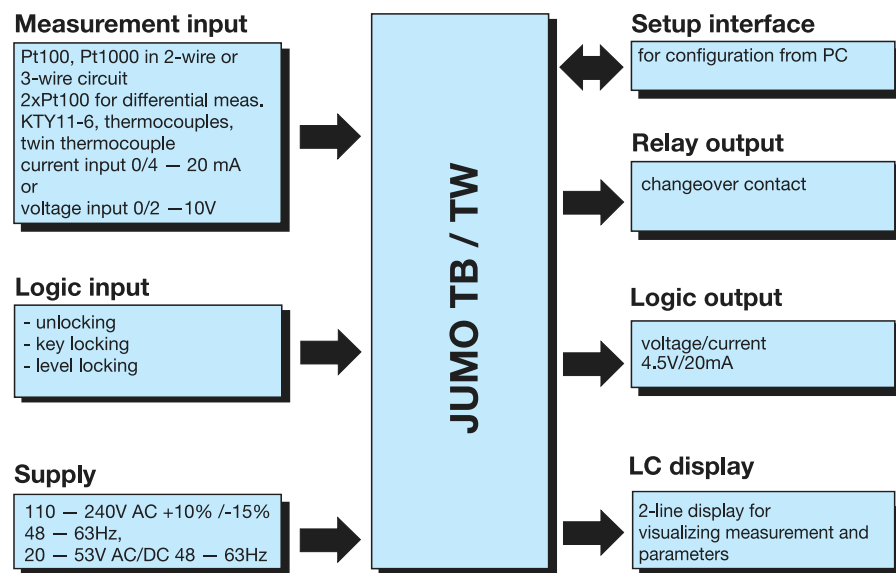 Measurement input
Pt100, Pt1000 in 2-wire or
3-wire circuit
2xPt100 for differential meas.
KTY11-6, thermocouples,
twin thermocouple
current input 0/4 — 20 mA
or
voltage input 0/2 —10V
Logic input
- unlocking
- key locking
- level locking
Supply
110 — 240V AC +10% /-15%
48 — 63Hz,
20 — 53V AC/DC 48 — 63Hz
JUMO TB / TW
Setup interface
for configuration from PC
Relay output
changeover contact
Logic output
voltage/current
4.5V/20mA
LC display
2-line display for
visualizing measurement and
parameters